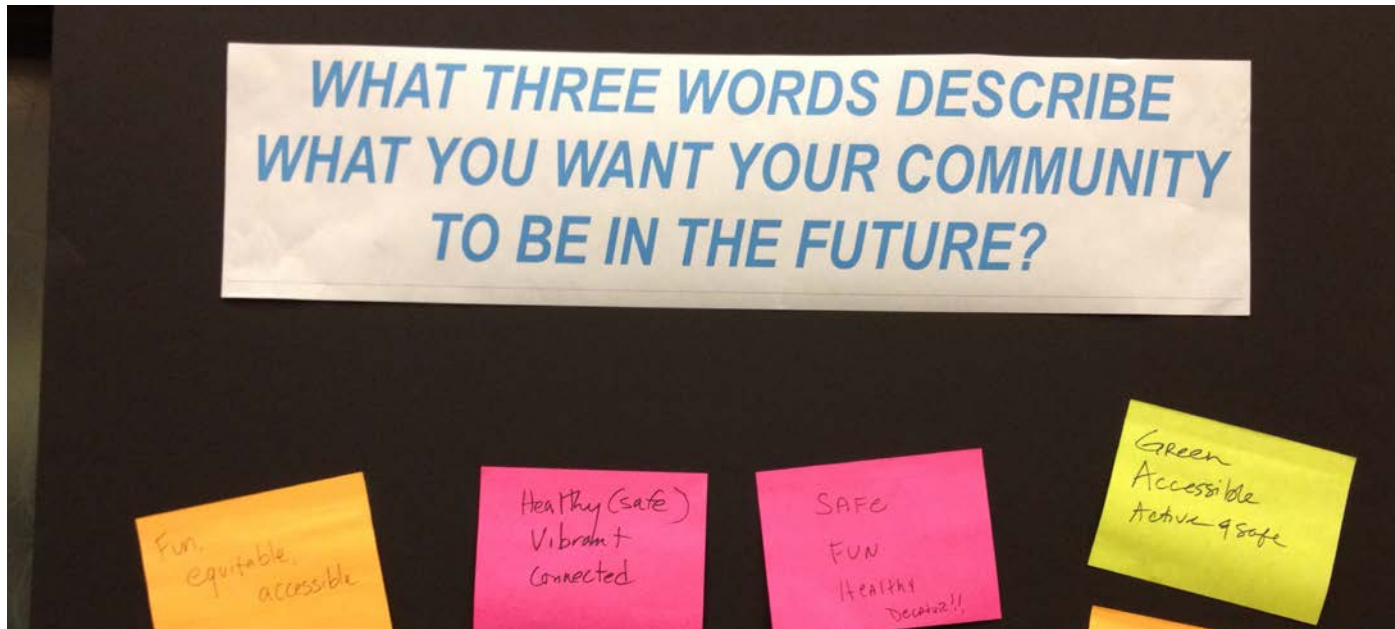 WHAT THREE WORDS DESCRIBE
WHAT YOU WANT YOUR COMMUNITY
TO BE IN THE FUTURE?
Fun,
equitable,
accessible
Healthy (safe)
Vibrant
Connected
SAFE
FUN
Healthy
Decatur!!
Green
Accessible
Active & safe